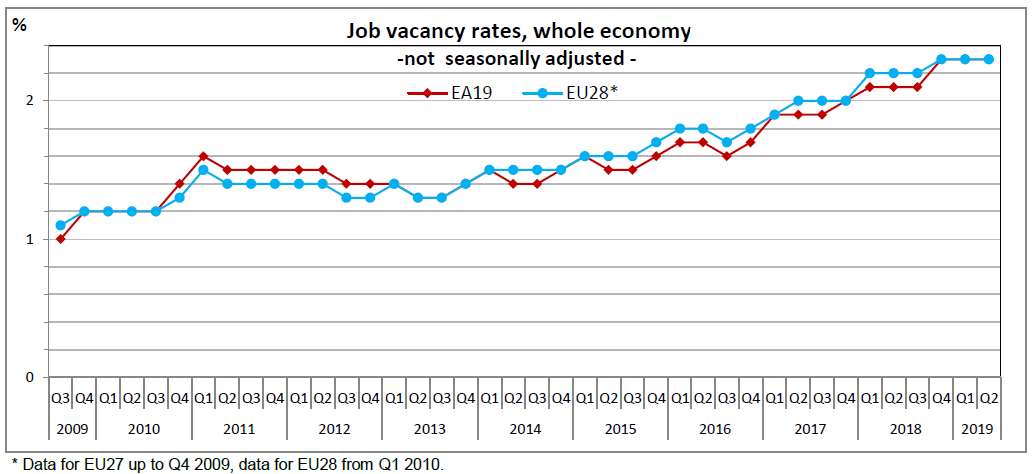 %
Job vacancy rates, whole economy
-not seasonally adjusted -
EA19 EU28*
2
1
0
Q3 Q4 Q1 Q2 Q3 Q4 Q1 Q2 Q3 Q4 Q1 Q2 Q3 Q4 Q1 Q2 Q3 Q4 Q1 Q2 Q3 Q4 Q1 Q2 Q3 Q4 Q1 Q2 Q3 Q4 Q1 Q2 Q3 Q4 Q1 Q2 Q3 Q4 Q1 Q2
2009 2010 2011 2012 2013 2014 2015 2016 2017 2018 2019
* Data for EU27 up to Q4 2009, data for EU28 from Q1 2010.